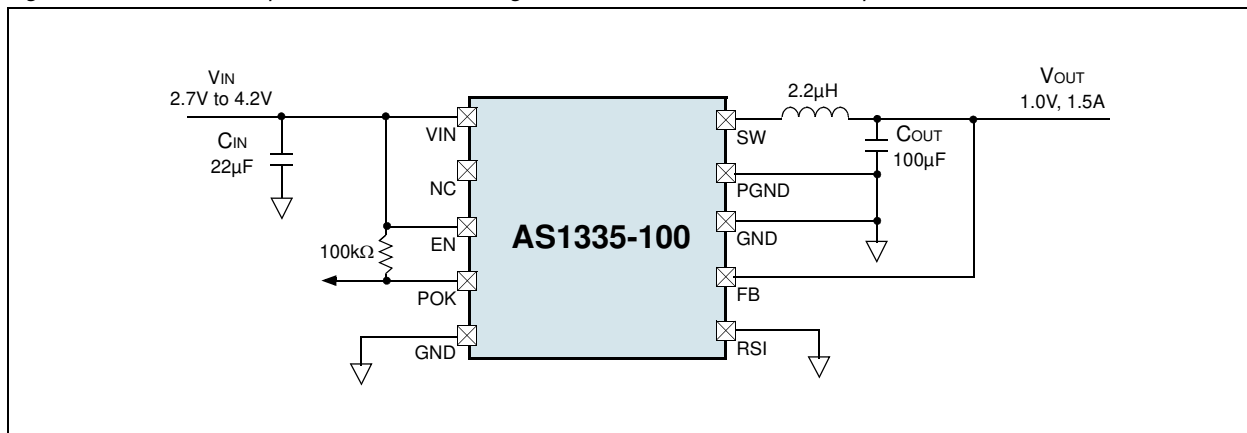 VIN
2.7V to 4.2V
CIN
22µF
100kΩ
VIN
NC
EN
POK
GND
AS1335-100
SW
PGND
GND
FB
RSI
2.2µH
COUT
100µF
VOUT
1.0V, 1.5A